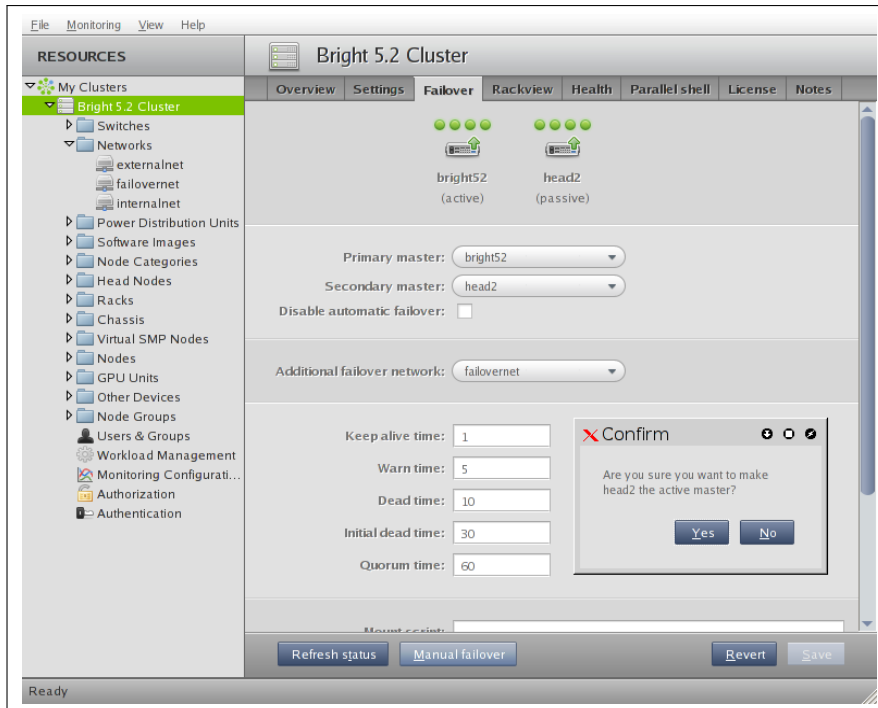 File Monitoring View Help
RESOURCES
My Clusters
Bright 5.2 Cluster
Switches
Networks
externalnet
failovernet
internalnet
Power Distribution Units
Software Images
Node Categories
Head Nodes
Racks
Chassis
Virtual SMP Nodes
Nodes
GPU Units
Other Devices
Node Groups
Users & Groups
Workload Management
Monitoring Configurati...
Authorization
Authentication
Bright 5.2 Cluster
Overview Settings Failover Rackview Health Parallel shell License Notes
bright52 head2
(active) (passive)
Primary master: bright52
Secondary master: head2
Disable automatic failover:
Additional failover network: failovernet
Keep alive time: 1
Warn time: 5
Dead time: 10
Initial dead time: 30
Quorum time: 60
Mount script:
Confirm
Are you sure you want to make
head2 the active master?
Yes No
Refresh status Manual failover Revert Save
Ready